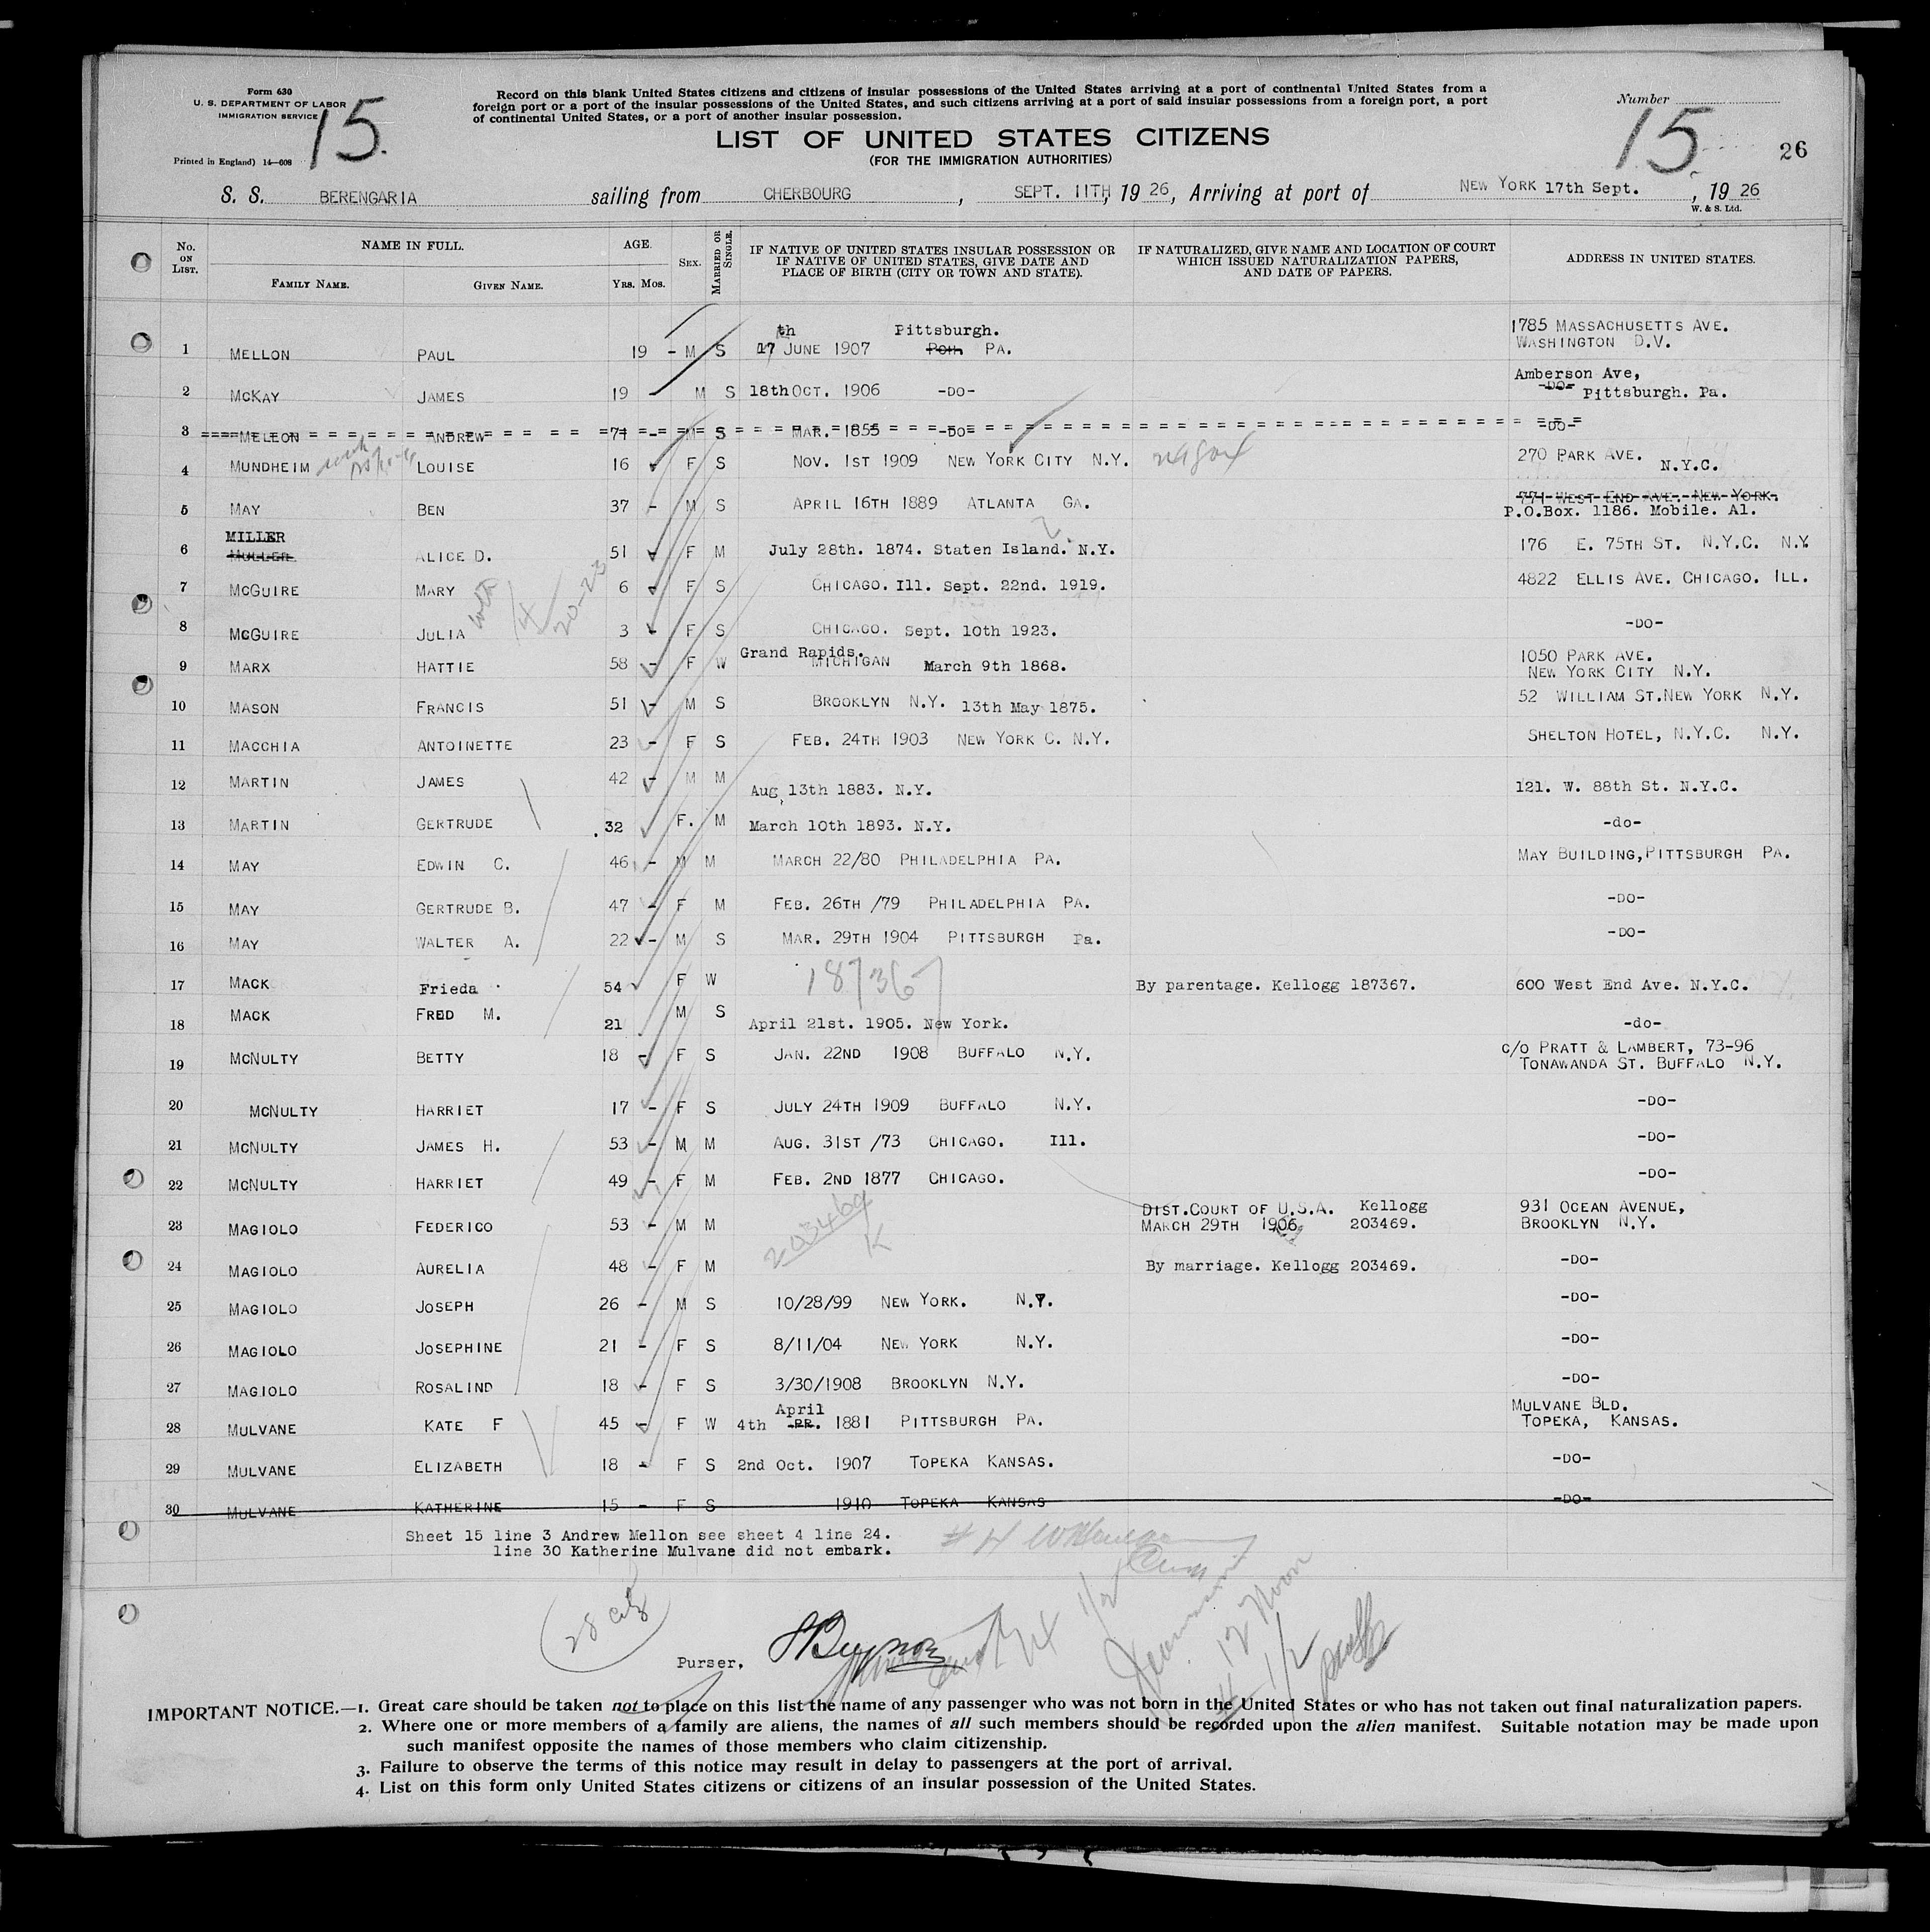 Form 630
U. S. DEPARTMENT OF LABOR
IMMIGRATION SERVICE
15.
Printed in England) 14—608
Record on this blank United States citizens and citizens of insular possessions of the United States arriving at a port of continental United States from a
foreign port or a port of the insular possessions of the United States, and such citizens arriving at a port of said insular possessions from a foreign port, a port
of continental United States, or a port of another insular possession.
LIST OF UNITED STATES CITIZENS
(FOR THE IMMIGRATION AUTHORITIES)
Number
15
26
S. S. BERENGARIA sailing from CHERBOURG, SEPT. 11TH, 19 26, Arriving at port of NEW YORK 17th Sept., 19 26
W. & S. Ltd.
No. ON LIST.
NAME IN FULL.
FAMILY NAME.
GIVEN NAME.
AGE.
YRS. MOS.
SEX.
MARRIED OR SINGLE.
IF NATIVE OF UNITED STATES INSULAR POSSESSION OR
IF NATIVE OF UNITED STATES, GIVE DATE AND
PLACE OF BIRTH (CITY OR TOWN AND STATE).
IF NATURALIZED, GIVE NAME AND LOCATION OF COURT
WHICH ISSUED NATURALIZATION PAPERS,
AND DATE OF PAPERS.
ADDRESS IN UNITED STATES.
th Pittsburgh. 1785 MASSACHUSETTS AVE.
1 MELLON PAUL 19 - M S 17 JUNE 1907 PA. WASHINGTON D.V.
Amberson Ave,
2 MCKAY JAMES 19 - M S 18th OCT. 1906 -DO- -DO- Pittsburgh. Pa.
3 MELLON ANDREW 71 - M S MAR. 1855 -DO- -DO-
4 MUNDHEIM LOUISE 16 F S NOV. 1ST 1909 NEW YORK CITY N.Y. 270 PARK AVE. N.Y.C.
771 WEST END AVE. NEW YORK.
5 MAY BEN 37 - M S APRIL 16TH 1889 ATLANTA GA. P.O.Box. 1186. Mobile. Al.
MILLER
6 ALICE D. 51 F M July 28th. 1874. Staten Island. N.Y. 176 E. 75TH ST. N.Y.C. N.Y.
7 MCGUIRE MARY 6 - F S CHICAGO. Ill. Sept. 22nd. 1919. 4822 ELLIS AVE. CHICAGO. ILL.
20-23
8 MCGUIRE JULIA 3 - F S CHICAGO. Sept. 10th 1923. -DO-
Grand Rapids. 1050 PARK AVE.
9 MARX HATTIE 58 - F W MICHIGAN March 9th 1868. NEW YORK CITY N.Y.
10 MASON FRANCIS 51 - M S BROOKLYN N.Y. 13th May 1875. 52 WILLIAM ST.NEW YORK N.Y.
11 MACCHIA ANTOINETTE 23 - F S FEB. 24TH 1903 NEW YORK C. N.Y. SHELTON HOTEL, N.Y.C. N.Y.
12 MARTIN JAMES 42 - M M Aug 13th 1883. N.Y. 121. W. 88th St. N.Y.C.
13 MARTIN GERTRUDE 32 F. M March 10th 1893. N.Y. -do-
14 MAY EDWIN C. 46 - M M MARCH 22/80 PHILADELPHIA PA. MAY BUILDING,PITTSBURGH PA.
15 MAY GERTRUDE B. 47 - F M FEB. 26TH /79 PHILADELPHIA PA. -DO-
16 MAY WALTER A. 22 - M S MAR. 29TH 1904 PITTSBURGH Pa. -DO-
17 MACK Frieda 54 F W 187367 By parentage. Kellogg 187367. 600 West End Ave. N.Y.C.
18 MACK FRED M. 21 M S April 21st. 1905. New York. -do-
19 MCNULTY BETTY 18 - F S JAN. 22ND 1908 BUFFALO N.Y. C/O PRATT & LAMBERT, 73-96
TONAWANDA ST. BUFFALO N.Y.
20 MCNULTY HARRIET 17 - F S JULY 24TH 1909 BUFFALO N.Y. -DO-
21 MCNULTY JAMES H. 53 - M M AUG. 31ST /73 CHICAGO. Ill. -DO-
22 MCNULTY HARRIET 49 - F M FEB. 2ND 1877 CHICAGO. -DO-
DIST.COURT OF U.S.A. Kellogg 931 OCEAN AVENUE,
23 MAGIOLO FEDERICO 53 - M M 203469 K MARCH 29TH 1906 203469. BROOKLYN N.Y.
24 MAGIOLO AURELIA 48 - F M By marriage. Kellogg 203469. -DO-
25 MAGIOLO JOSEPH 26 - M S 10/28/99 NEW YORK. N.Y. -DO-
26 MAGIOLO JOSEPHINE 21 - F S 8/11/04 NEW YORK N.Y. -DO-
27 MAGIOLO ROSALIND 18 - F S 3/30/1908 BROOKLYN N.Y. -DO-
April MULVANE BLD.
28 MULVANE KATE F 45 - F W 4th 1881 PITTSBURGH PA. TOPEKA, KANSAS.
29 MULVANE ELIZABETH 18 - F S 2nd Oct. 1907 TOPEKA KANSAS. -DO-
30 MULVANE KATHERINE 15 - F S 1910 TOPEKA KANSAS -DO-
Sheet 15 line 3 Andrew Mellon see sheet 4 line 24.
line 30 Katherine Mulvane did not embark.
Purser,
12 Noon
IMPORTANT NOTICE.—1. Great care should be taken not to place on this list the name of any passenger who was not born in the United States or who has not taken out final naturalization papers.
2. Where one or more members of a family are aliens, the names of all such members should be recorded upon the alien manifest. Suitable notation may be made upon
such manifest opposite the names of those members who claim citizenship.
3. Failure to observe the terms of this notice may result in delay to passengers at the port of arrival.
4. List on this form only United States citizens or citizens of an insular possession of the United States.